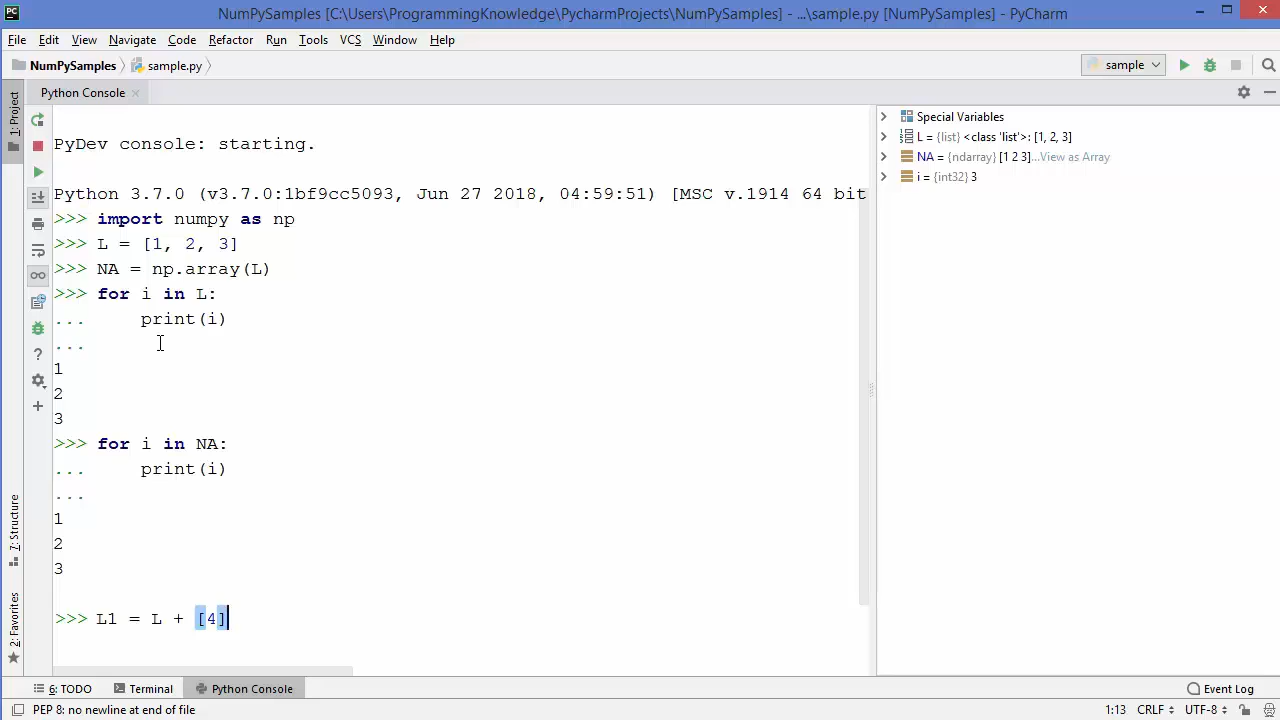 PC NumPySamples [C:\Users\ProgrammingKnowledge\PycharmProjects\NumPySamples] - ...\sample.py [NumPySamples] - PyCharm
File Edit View Navigate Code Refactor Run Tools VCS Window Help
NumPySamples sample.py sample
1: Project
Python Console
PyDev console: starting.
Python 3.7.0 (v3.7.0:1bf9cc5093, Jun 27 2018, 04:59:51) [MSC v.1914 64 bit
>>> import numpy as np
>>> L = [1, 2, 3]
>>> NA = np.array(L)
>>> for i in L:
...     print(i)
...
1
2
3
>>> for i in NA:
...     print(i)
...
1
2
3
>>> L1 = L + [4]
Special Variables
L = {list} <class 'list'>: [1, 2, 3]
NA = {ndarray} [1 2 3]...View as Array
i = {int32} 3
7: Structure
2: Favorites
6: TODO Terminal Python Console Event Log
PEP 8: no newline at end of file 1:13 CRLF UTF-8